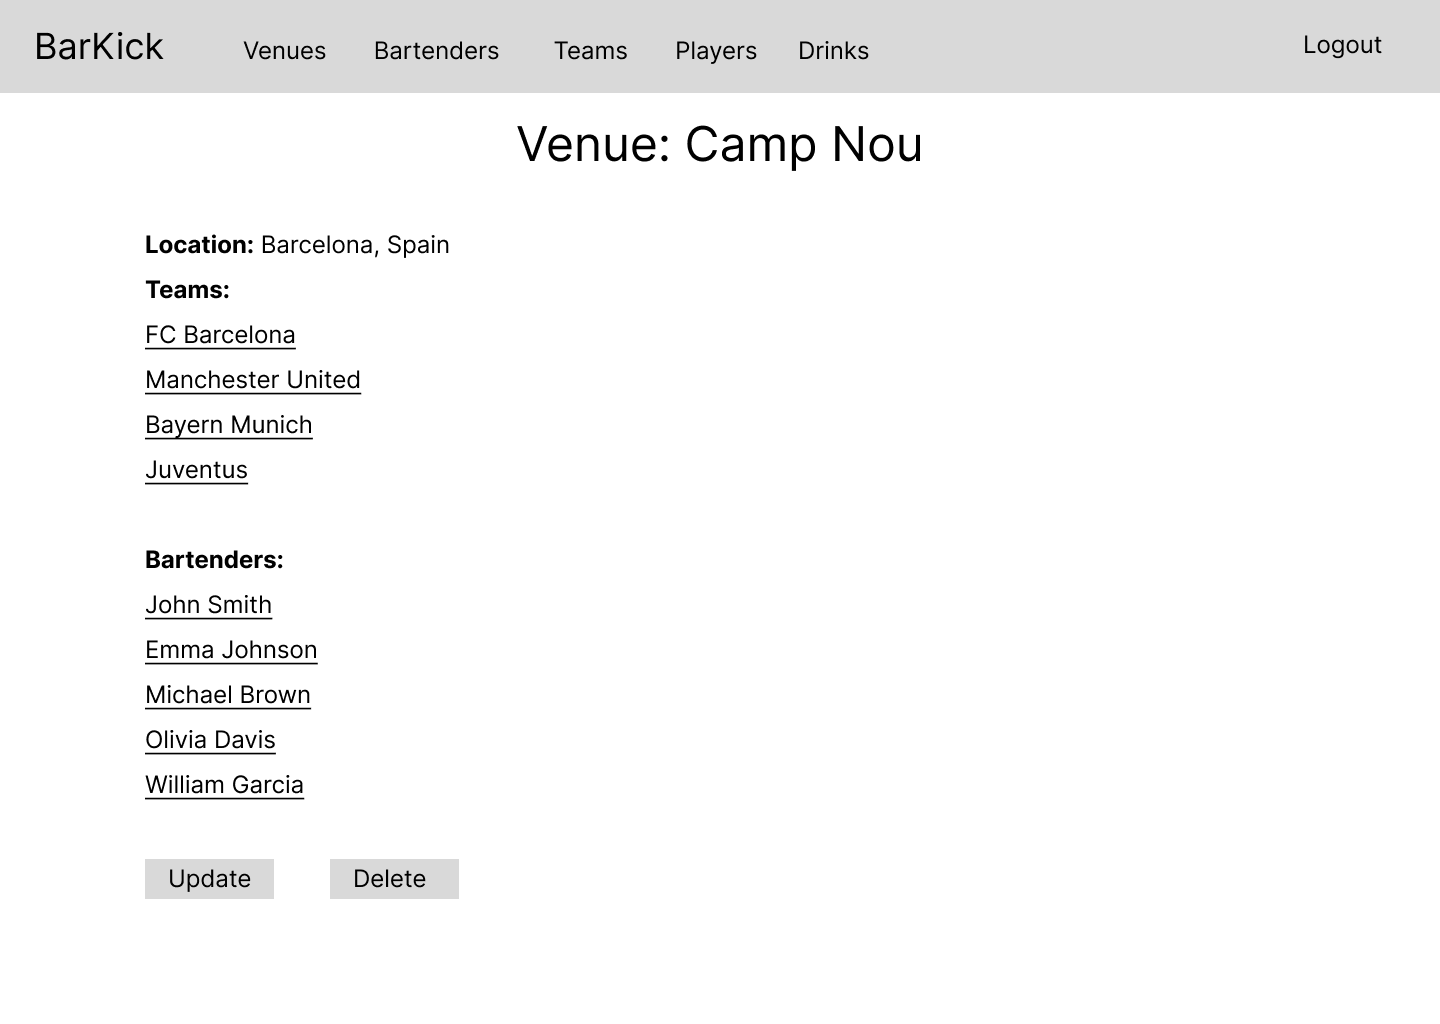 BarKick Venues Bartenders Teams Players Drinks Logout
Venue: Camp Nou
Location: Barcelona, Spain
Teams:
FC Barcelona
Manchester United
Bayern Munich
Juventus
Bartenders:
John Smith
Emma Johnson
Michael Brown
Olivia Davis
William Garcia
Update Delete